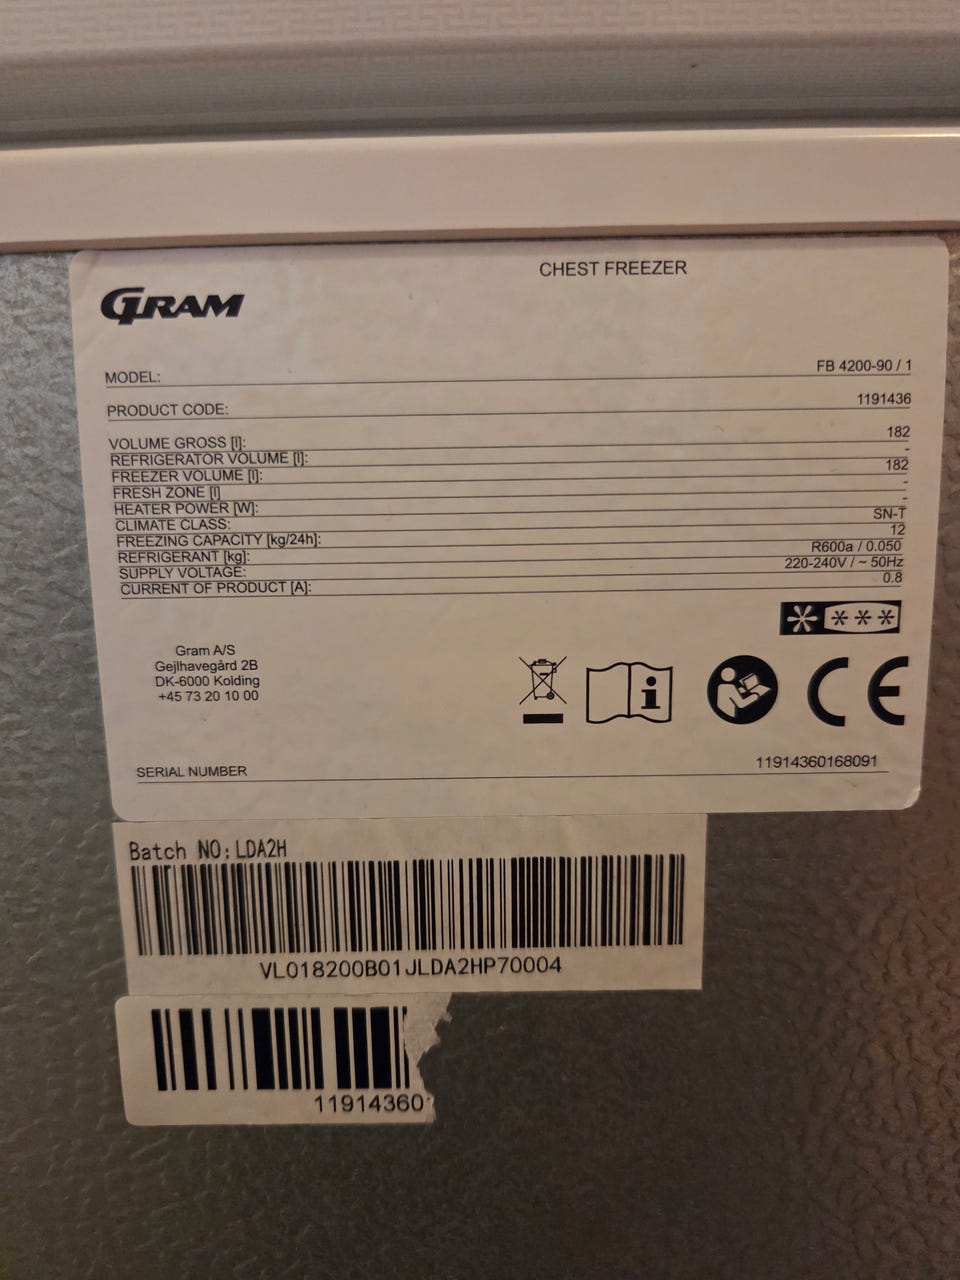 CHEST FREEZER
GRAM
MODEL: FB 4200-90 / 1
PRODUCT CODE: 1191436
VOLUME GROSS [l]: 182
REFRIGERATOR VOLUME [l]: -
FREEZER VOLUME [l]: 182
FRESH ZONE [l] -
HEATER POWER [W]: -
CLIMATE CLASS: SN-T
FREEZING CAPACITY [kg/24h]: 12
REFRIGERANT [kg]: R600a / 0.050
SUPPLY VOLTAGE: 220-240V / ~ 50Hz
CURRENT OF PRODUCT [A]: 0.8
Gram A/S
Gejlhavegård 2B
DK-6000 Kolding
+45 73 20 10 00
CE
SERIAL NUMBER 11914360168091
Batch NO:LDA2H
VL018200B01JLDA2HP70004
11914360